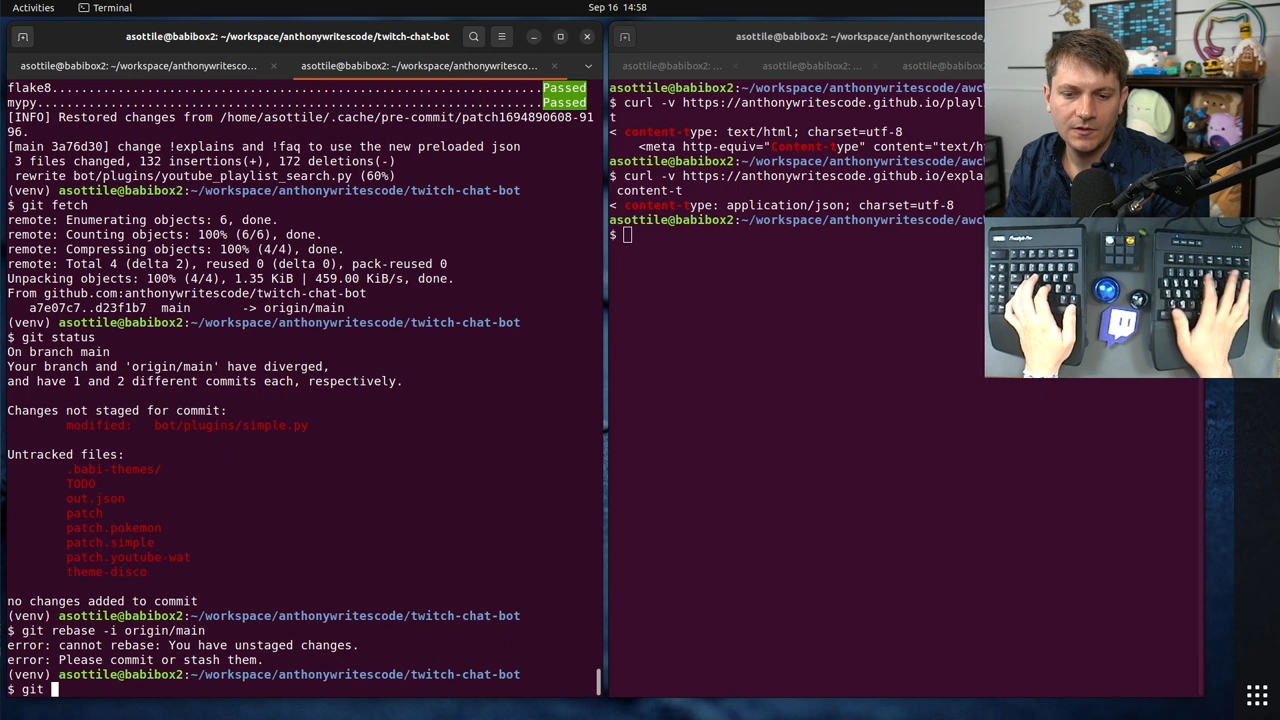 Activities
Terminal
Sep 16 14:58
asottile@babibox2: ~/workspace/anthonywritescode/twitch-chat-bot
asottile@babibox2: ~/workspace/anthonywritesco...
asottile@babibox2: ~/workspace/anthonywritesco...
flake8..................................................................Passed
mypy....................................................................Passed
[INFO] Restored changes from /home/asottile/.cache/pre-commit/patch1694890608-91
96.
[main 3a76d30] change !explains and !faq to use the new preloaded json
3 files changed, 132 insertions(+), 172 deletions(-)
rewrite bot/plugins/youtube_playlist_search.py (60%)
(venv) asottile@babibox2:~/workspace/anthonywritescode/twitch-chat-bot
$ git fetch
remote: Enumerating objects: 6, done.
remote: Counting objects: 100% (6/6), done.
remote: Compressing objects: 100% (4/4), done.
remote: Total 4 (delta 2), reused 0 (delta 0), pack-reused 0
Unpacking objects: 100% (4/4), 1.35 KiB | 459.00 KiB/s, done.
From github.com:anthonywritescode/twitch-chat-bot
a7e07c7..d23f1b7  main       -> origin/main
(venv) asottile@babibox2:~/workspace/anthonywritescode/twitch-chat-bot
$ git status
On branch main
Your branch and 'origin/main' have diverged,
and have 1 and 2 different commits each, respectively.
Changes not staged for commit:
modified:   bot/plugins/simple.py
Untracked files:
.babi-themes/
TODO
out.json
patch
patch.pokemon
patch.simple
patch.youtube-wat
theme-disco
no changes added to commit
(venv) asottile@babibox2:~/workspace/anthonywritescode/twitch-chat-bot
$ git rebase -i origin/main
error: cannot rebase: You have unstaged changes.
error: Please commit or stash them.
(venv) asottile@babibox2:~/workspace/anthonywritescode/twitch-chat-bot
$ git
asottile@babibox2: ~/workspace/anthonywritescode/
asottile@babibox2: ...
asottile@babibox2: ...
asottile@babibox2: ...
asottile@babibox2:~/workspace/anthonywritescode/awc
$ curl -v https://anthonywritescode.github.io/playl
t
< content-type: text/html; charset=utf-8
<meta http-equiv="Content-type" content="text/h
asottile@babibox2:~/workspace/anthonywritescode/awc
$ curl -v https://anthonywritescode.github.io/expla
content-t
< content-type: application/json; charset=utf-8
asottile@babibox2:~/workspace/anthonywritescode/awc
$